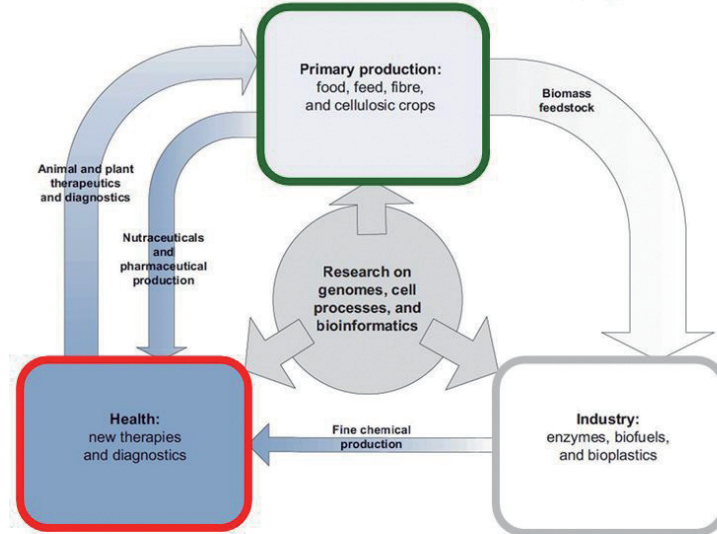 Primary production:
food, feed, fibre,
and cellulosic crops
Biomass
feedstock
Animal and plant
therapeutics
and diagnostics
Nutraceuticals
and
pharmaceutical
production
Research on
genomes, cell
processes, and
bioinformatics
Health:
new therapies
and diagnostics
Fine chemical
production
Industry:
enzymes, biofuels,
and bioplastics